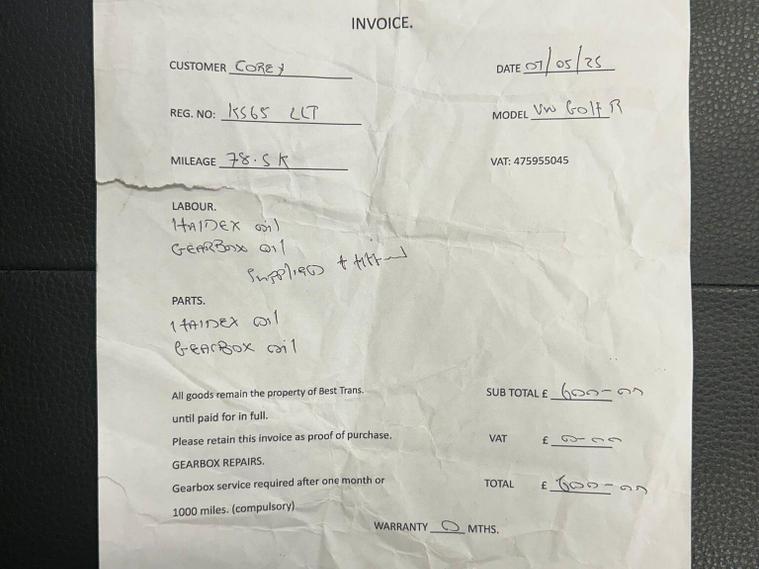 INVOICE.
CUSTOMER COREY DATE 07/05/25
REG. NO: KS65 LLT MODEL VW Golf R
MILEAGE 78.5K VAT: 475955045
LABOUR.
HALDEX oil
GEARBOX oil
SUPPLIED + fitted
PARTS.
HALDEX oil
GEARBOX oil
All goods remain the property of Best Trans. SUB TOTAL £ 600-00
until paid for in full.
Please retain this invoice as proof of purchase. VAT £ 00-00
GEARBOX REPAIRS.
Gearbox service required after one month or TOTAL £ 600-00
1000 miles. (compulsory)
WARRANTY 0 MTHS.